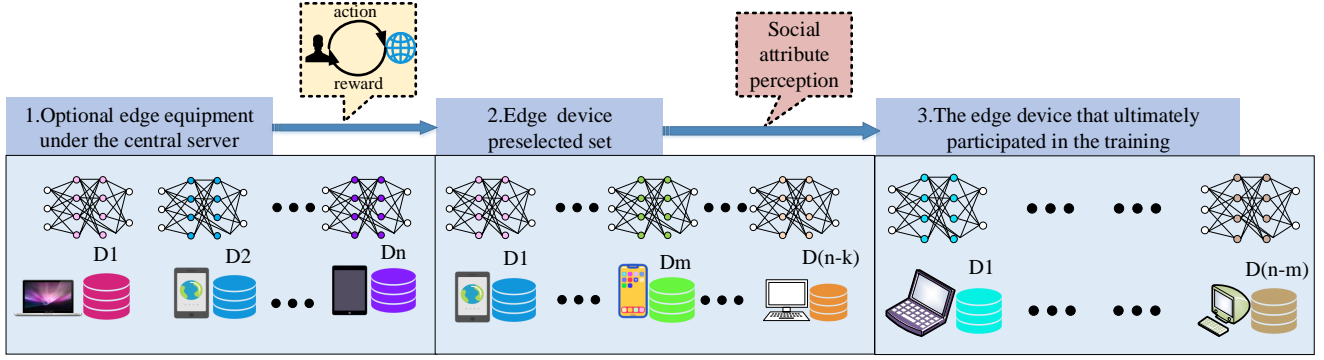 action
reward
Social
attribute
perception
1.Optional edge equipment
under the central server
2.Edge device
preselected set
3.The edge device that ultimately
participated in the training
D1
D2
Dn
D1
Dm
D(n-k)
D1
D(n-m)